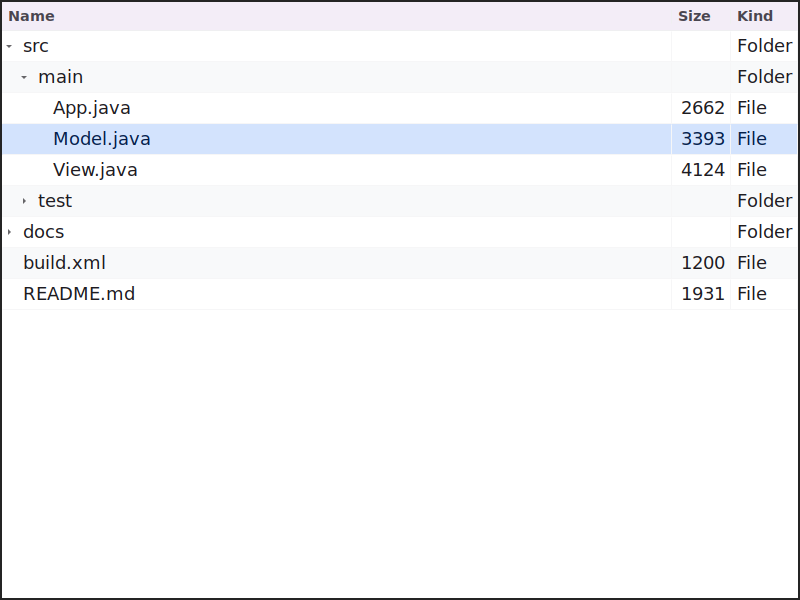 Name Size Kind
src Folder
main Folder
App.java 2662 File
Model.java 3393 File
View.java 4124 File
test Folder
docs Folder
build.xml 1200 File
README.md 1931 File